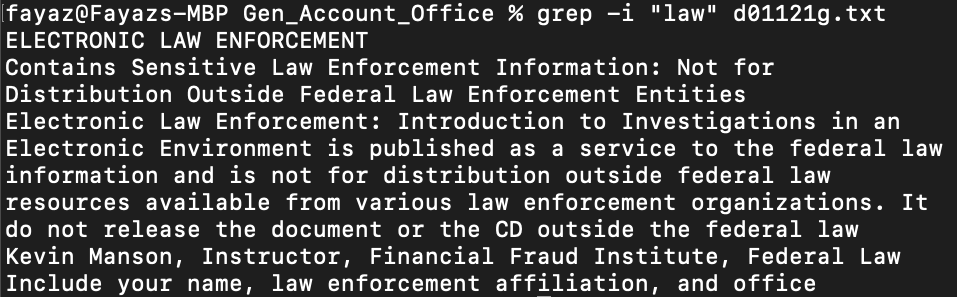 fayaz@Fayazs-MBP Gen_Account_Office % grep -i "law" d01121g.txt
ELECTRONIC LAW ENFORCEMENT
Contains Sensitive Law Enforcement Information: Not for
Distribution Outside Federal Law Enforcement Entities
Electronic Law Enforcement: Introduction to Investigations in an
Electronic Environment is published as a service to the federal law
information and is not for distribution outside federal law
resources available from various law enforcement organizations. It
do not release the document or the CD outside the federal law
Kevin Manson, Instructor, Financial Fraud Institute, Federal Law
Include your name, law enforcement affiliation, and office